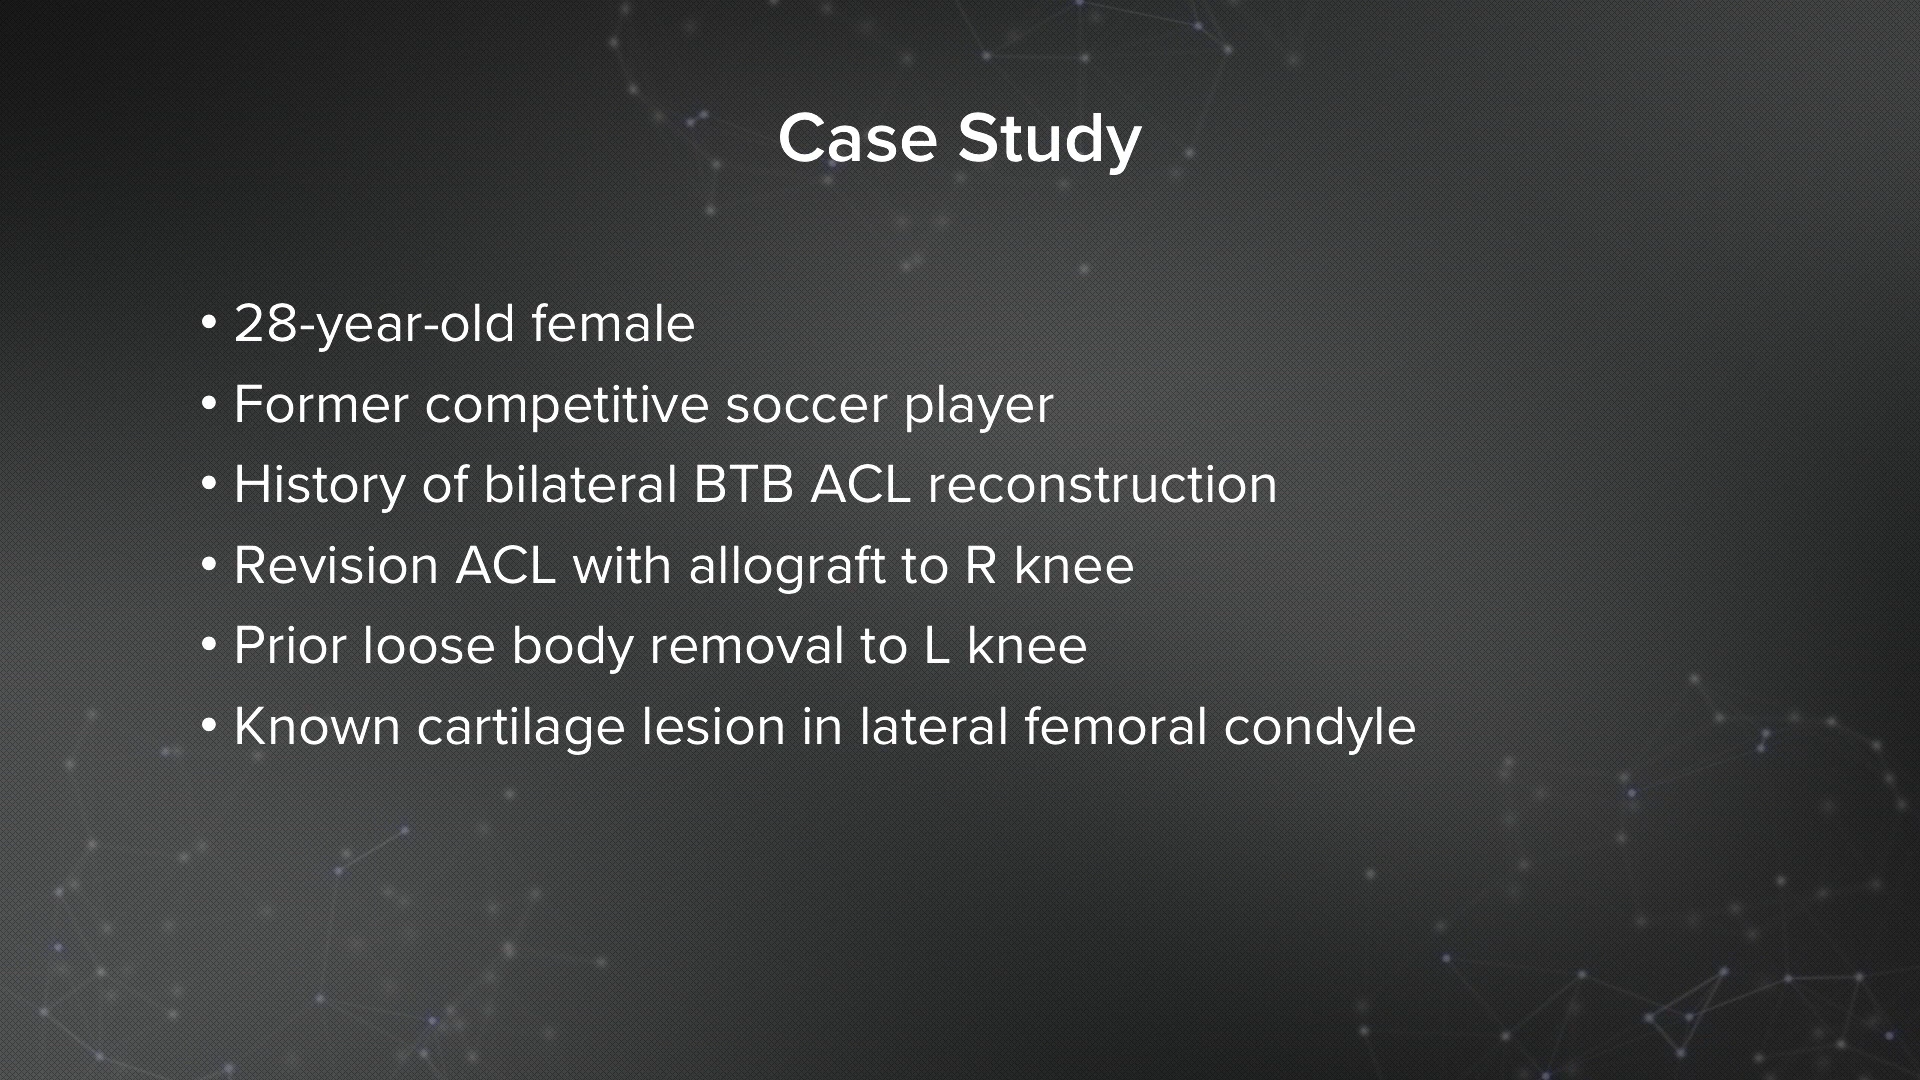 Case Study
• 28-year-old female
• Former competitive soccer player
• History of bilateral BTB ACL reconstruction
• Revision ACL with allograft to R knee
• Prior loose body removal to L knee
• Known cartilage lesion in lateral femoral condyle